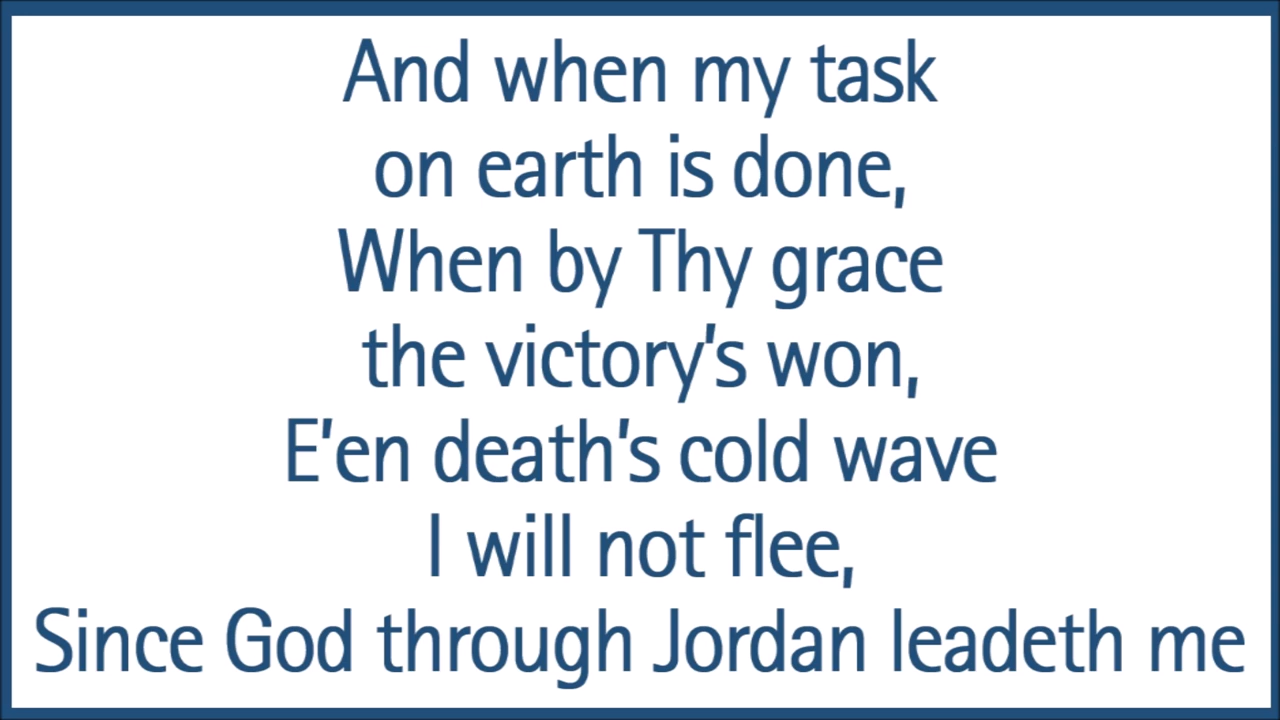 And when my task
on earth is done,
When by Thy grace
the victory’s won,
E’en death’s cold wave
I will not flee,
Since God through Jordan leadeth me